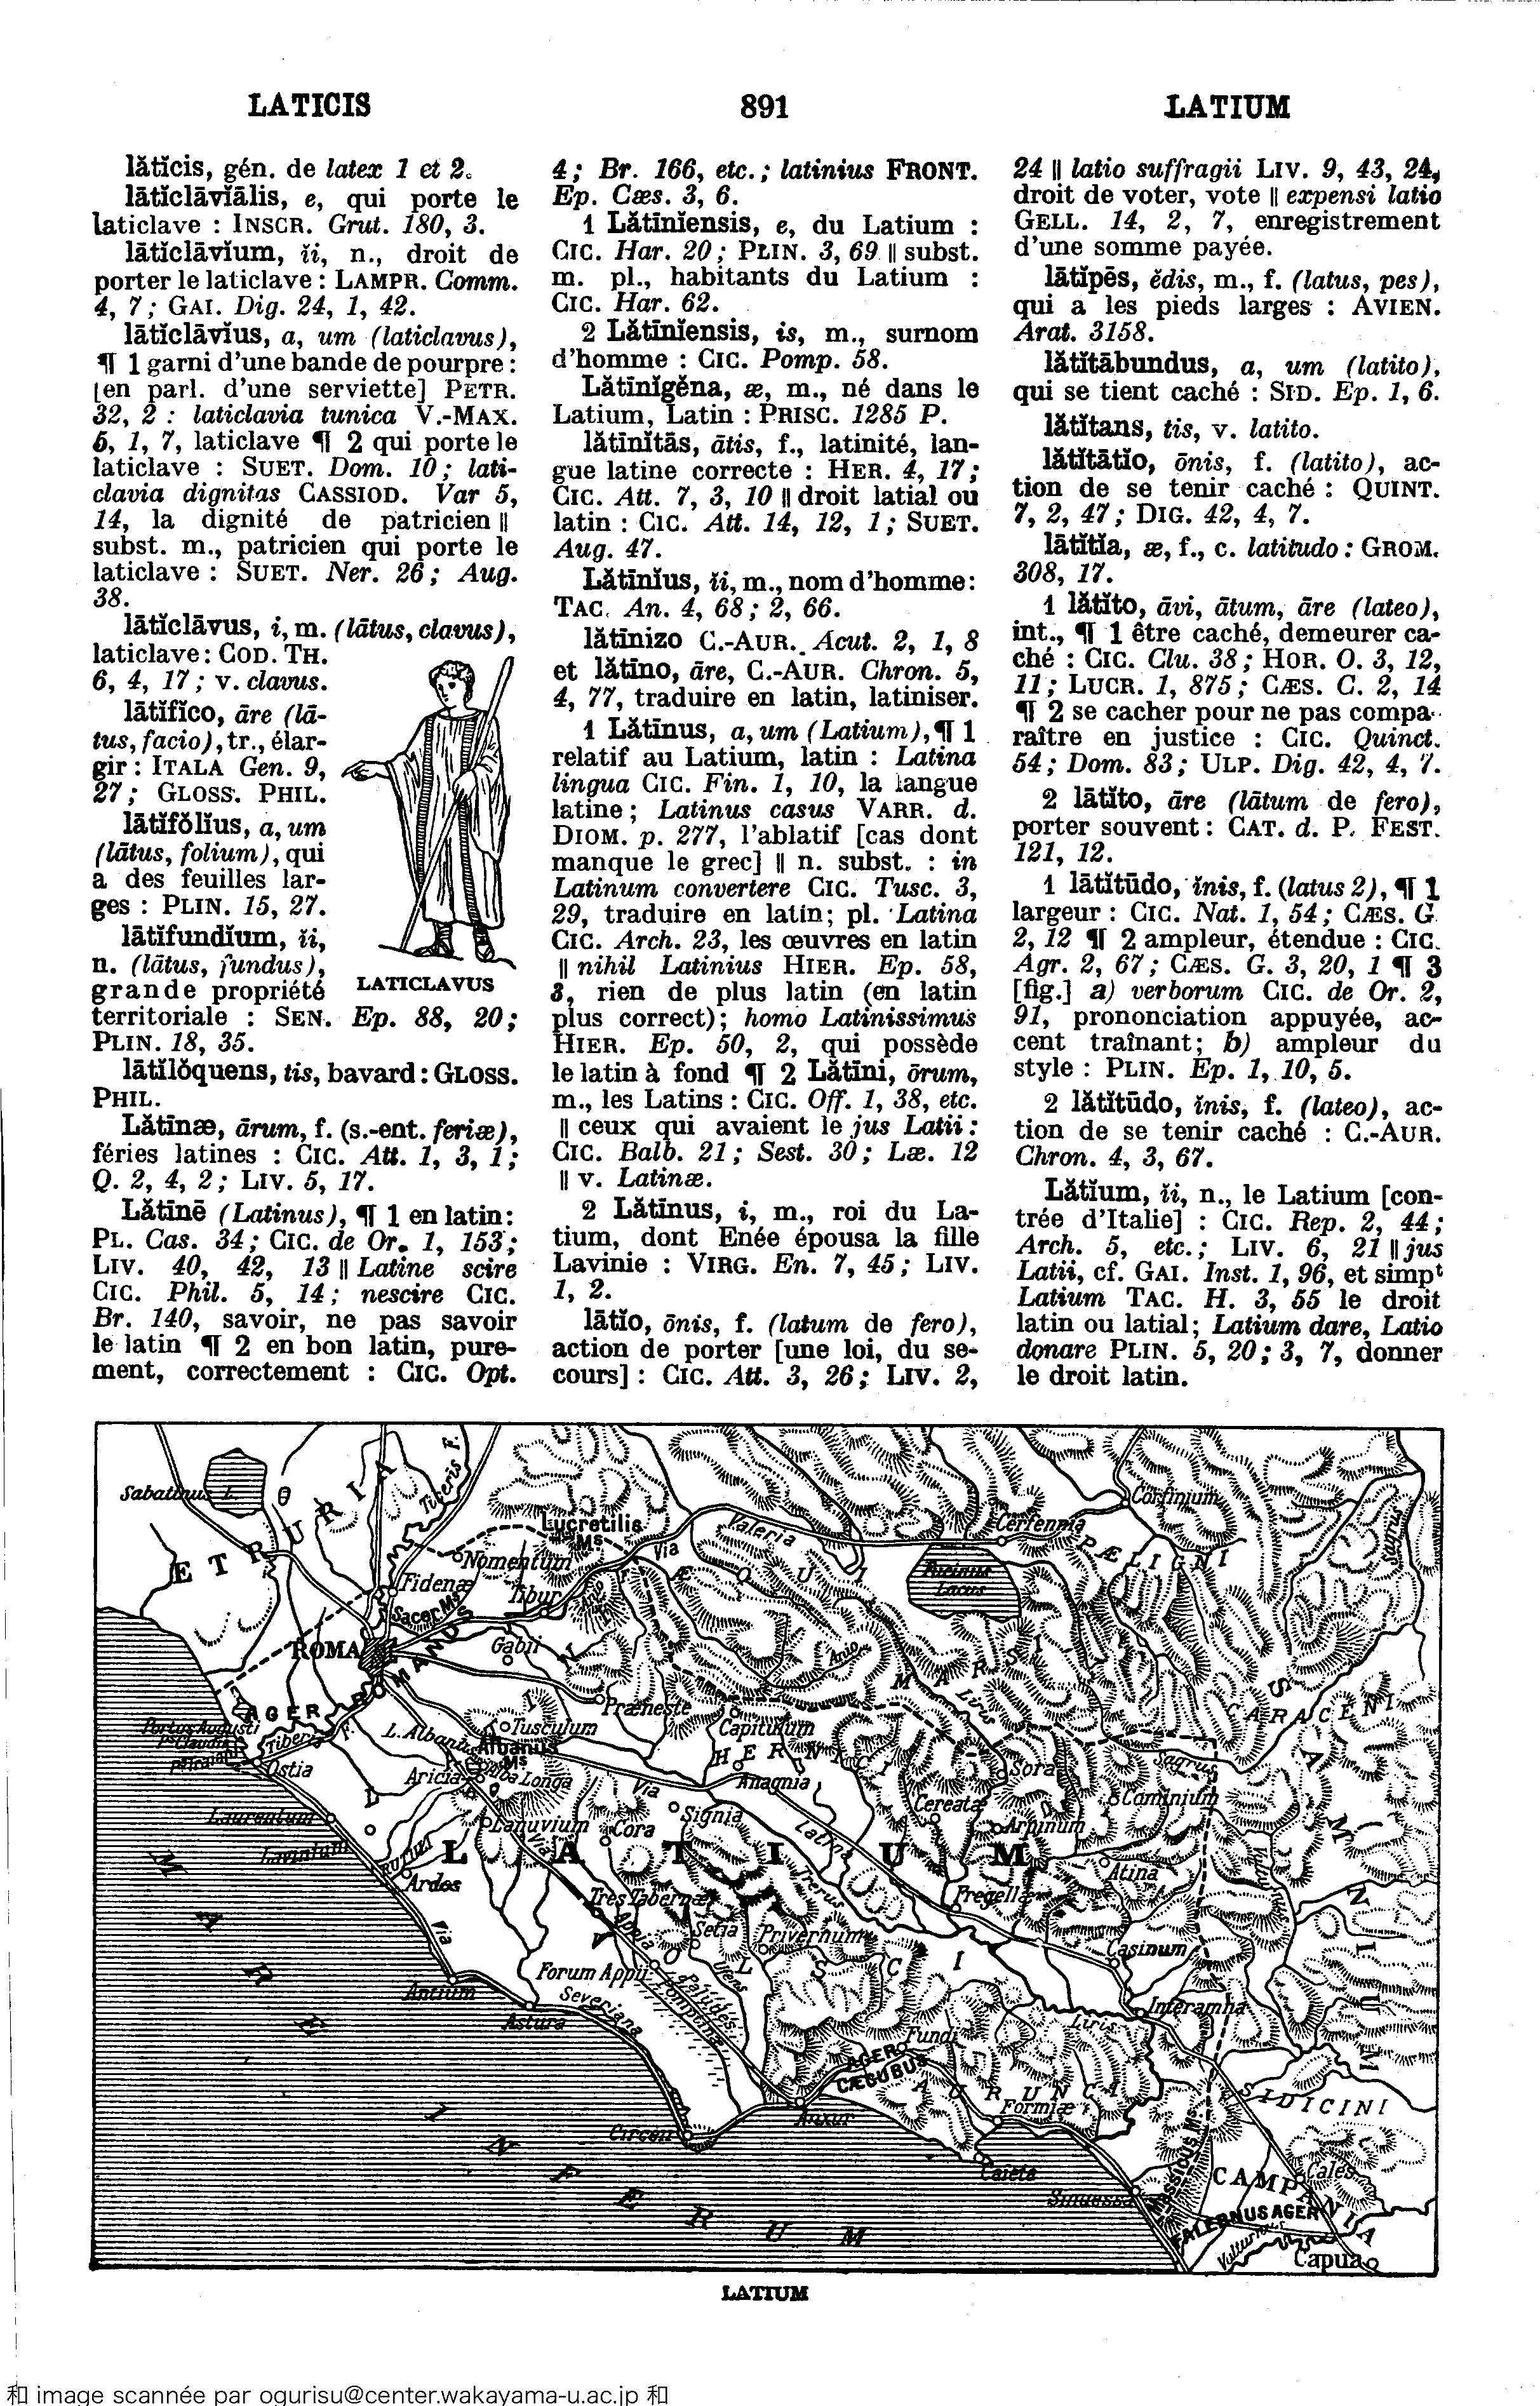 LATICIS
891
LATIUM
lătĭcis, gén. de latex 1 et 2.
lātĭclāvĭālis, e, qui porte le
laticlave : INSCR. Grut. 180, 3.
lātĭclāvĭum, ĭi, n., droit de
porter le laticlave : LAMPR. Comm.
4, 7 ; GAI. Dig. 24, 1, 42.
lātĭclāvĭus, a, um (laticlavus),
¶ 1 garni d'une bande de pourpre :
[en parl. d'une serviette] PETR.
32, 2 : laticlavia tunica V.-MAX.
5, 1, 7, laticlave ¶ 2 qui porte le
laticlave : SUET. Dom. 10 ; lati-
clavia dignitas CASSIOD. Var 5,
14, la dignité de patricien ||
subst. m., patricien qui porte le
laticlave : SUET. Ner. 26 ; Aug.
38.
lātĭclāvus, i, m. (lātus, clavus),
laticlave : COD. TH.
6, 4, 17 ; v. clavus.
lātĭfĭco, āre (lā-
tus, facio), tr., élar-
gir : ITALA Gen. 9,
27 ; GLOSS. PHIL.
lātĭfŏlĭus, a, um
(lātus, folium), qui
a des feuilles lar-
ges : PLIN. 15, 27.
lātĭfundĭum, ĭi,
n. (lātus, fundus),
grande propriété
LATICLAVUS
territoriale : SEN. Ep. 88, 20 ;
PLIN. 18, 35.
lātĭlŏquens, tis, bavard : GLOSS.
PHIL.
Lătīnæ, ārum, f. (s.-ent. feriæ),
féries latines : CIC. Att. 1, 3, 1 ;
Q. 2, 4, 2 ; LIV. 5, 17.
Lătīnē (Latinus), ¶ 1 en latin :
PL. Cas. 34 ; CIC. de Or. 1, 153 ;
LIV. 40, 42, 13 || Latine scire
CIC. Phil. 5, 14 ; nescire CIC.
Br. 140, savoir, ne pas savoir
le latin ¶ 2 en bon latin, pure-
ment, correctement : CIC. Opt.
4 ; Br. 166, etc. ; latinius FRONT.
Ep. Cæs. 3, 6.
1 Lătīnĭensis, e, du Latium :
CIC. Har. 20 ; PLIN. 3, 69 || subst.
m. pl., habitants du Latium :
CIC. Har. 62.
2 Lătīnĭensis, is, m., surnom
d'homme : CIC. Pomp. 58.
Lătīnĭgĕna, æ, m., né dans le
Latium, Latin : PRISC. 1285 P.
lătīnĭtās, ātis, f., latinité, lan-
gue latine correcte : HER. 4, 17 ;
CIC. Att. 7, 3, 10 || droit latial ou
latin : CIC. Att. 14, 12, 1 ; SUET.
Aug. 47.
Lătīnĭus, ĭi, m., nom d'homme :
TAC. An. 4, 68 ; 2, 66.
lătīnizo C.-AUR. Acut. 2, 1, 8
et lătīno, āre, C.-AUR. Chron. 5,
4, 77, traduire en latin, latiniser.
1 Lătīnus, a, um (Latium), ¶ 1
relatif au Latium, latin : Latina
lingua CIC. Fin. 1, 10, la langue
latine ; Latinus casus VARR. d.
DIOM. p. 277, l'ablatif [cas dont
manque le grec] || n. subst. : in
Latinum convertere CIC. Tusc. 3,
29, traduire en latin; pl. Latina
CIC. Arch. 23, les œuvres en latin
|| nihil Latinius HIER. Ep. 58,
8, rien de plus latin (en latin
plus correct) ; homo Latinissimus
HIER. Ep. 50, 2, qui possède
le latin à fond ¶ 2 Lătīni, ōrum,
m., les Latins : CIC. Off. 1, 38, etc.
|| ceux qui avaient le jus Latii :
CIC. Balb. 21 ; Sest. 30 ; Læ. 12
|| v. Latinæ.
2 Lătīnus, i, m., roi du La-
tium, dont Enée épousa la fille
Lavinie : VIRG. En. 7, 45 ; LIV.
1, 2.
lātĭo, ōnis, f. (latum de fero),
action de porter [une loi, du se-
cours] : CIC. Att. 3, 26 ; LIV. 2,
24 || latio suffragii LIV. 9, 43, 24,
droit de voter, vote || expensi latio
GELL. 14, 2, 7, enregistrement
d'une somme payée.
lātĭpēs, ĕdis, m., f. (latus, pes),
qui a les pieds larges : AVIEN.
Arat. 3158.
lătĭtābundus, a, um (latito),
qui se tient caché : SID. Ep. 1, 6.
lătĭtans, tis, v. latito.
lătĭtātĭo, ōnis, f. (latito), ac-
tion de se tenir caché : QUINT.
7, 2, 47 ; DIG. 42, 4, 7.
lātĭtĭa, æ, f., c. latitudo : GROM.
308, 17.
1 lătĭto, āvi, ātum, āre (lateo),
int., ¶ 1 être caché, demeurer ca-
ché : CIC. Clu. 38 ; HOR. O. 3, 12,
11 ; LUCR. 1, 875 ; CÆS. C. 2, 14
¶ 2 se cacher pour ne pas compa-
raître en justice : CIC. Quinct.
54 ; Dom. 83 ; ULP. Dig. 42, 4, 7.
2 lātĭto, āre (lātum de fero),
porter souvent : CAT. d. P. FEST.
121, 12.
1 lātĭtūdo, ĭnis, f. (latus 2), ¶ 1
largeur : CIC. Nat. 1, 54 ; CÆS. G
2, 12 ¶ 2 ampleur, étendue : CIC.
Agr. 2, 67 ; CÆS. G. 3, 20, 1 ¶ 3
[fig.] a) verborum CIC. de Or. 2,
91, prononciation appuyée, ac-
cent traînant ; b) ampleur du
style : PLIN. Ep. 1, 10, 5.
2 lătĭtūdo, ĭnis, f. (lateo), ac-
tion de se tenir caché : C.-AUR.
Chron. 4, 3, 67.
Lătĭum, ĭi, n., le Latium [con-
trée d'Italie] : CIC. Rep. 2, 44 ;
Arch. 5, etc. ; LIV. 6, 21 || jus
Latii, cf. GAI. Inst. 1, 96, et simpᵗ
Latium TAC. H. 3, 55 le droit
latin ou latial ; Latium dare, Latio
donare PLIN. 5, 20 ; 3, 7, donner
le droit latin.
Sabatinus L.
ETRURIA
Tiberis F.
Lucretilis
Ms
Nomentum
Fidenæ
Sacer Ms
Tibur
Via
Valeria
ÆQUI
Cerfennia
Corfinium
PÆLIGNI
Fucinus
Lacus
Sagrus
ROMA
Gabii
AGER ROMANUS
Anio
MARSI
Liris
CARACENI
SAMNIUM
Portus Augusti
Tiberis F.
Ostia
L. Albanus
Tusculum
Albanus
Ms
Alba Longa
Aricia
Præneste
Capitulum
HERNICI
Anagnia
Via
Latina
Sora
Sagrus
Cominium
Cereatæ
Arpinum
Laurentum
Lavinium
RUTULI
Ardea
Lanuvium
Cora
Signia
LATIUM
Trerus
Atina
Fregellæ
Tres Tabernæ
Via
Appia
Setia
Privernum
VOLSCI
Casinum
Via
Antium
Astura
Severiana
Forum Appii
Ufens
Paludes
Pomptinæ
Interamna
Liris
Fundi
AGER
CÆCUBUS
AURUNCI
Formiæ
SIDICINI
Circeii
Anxur
Caieta
Sinuessa
Massicus M.
CAMPANIA
Cales
FALERNUS AGER
Vulturnus
Capua
MARE INFERUM
LATIUM
和 image scannée par ogurisu@center.wakayama-u.ac.jp 和